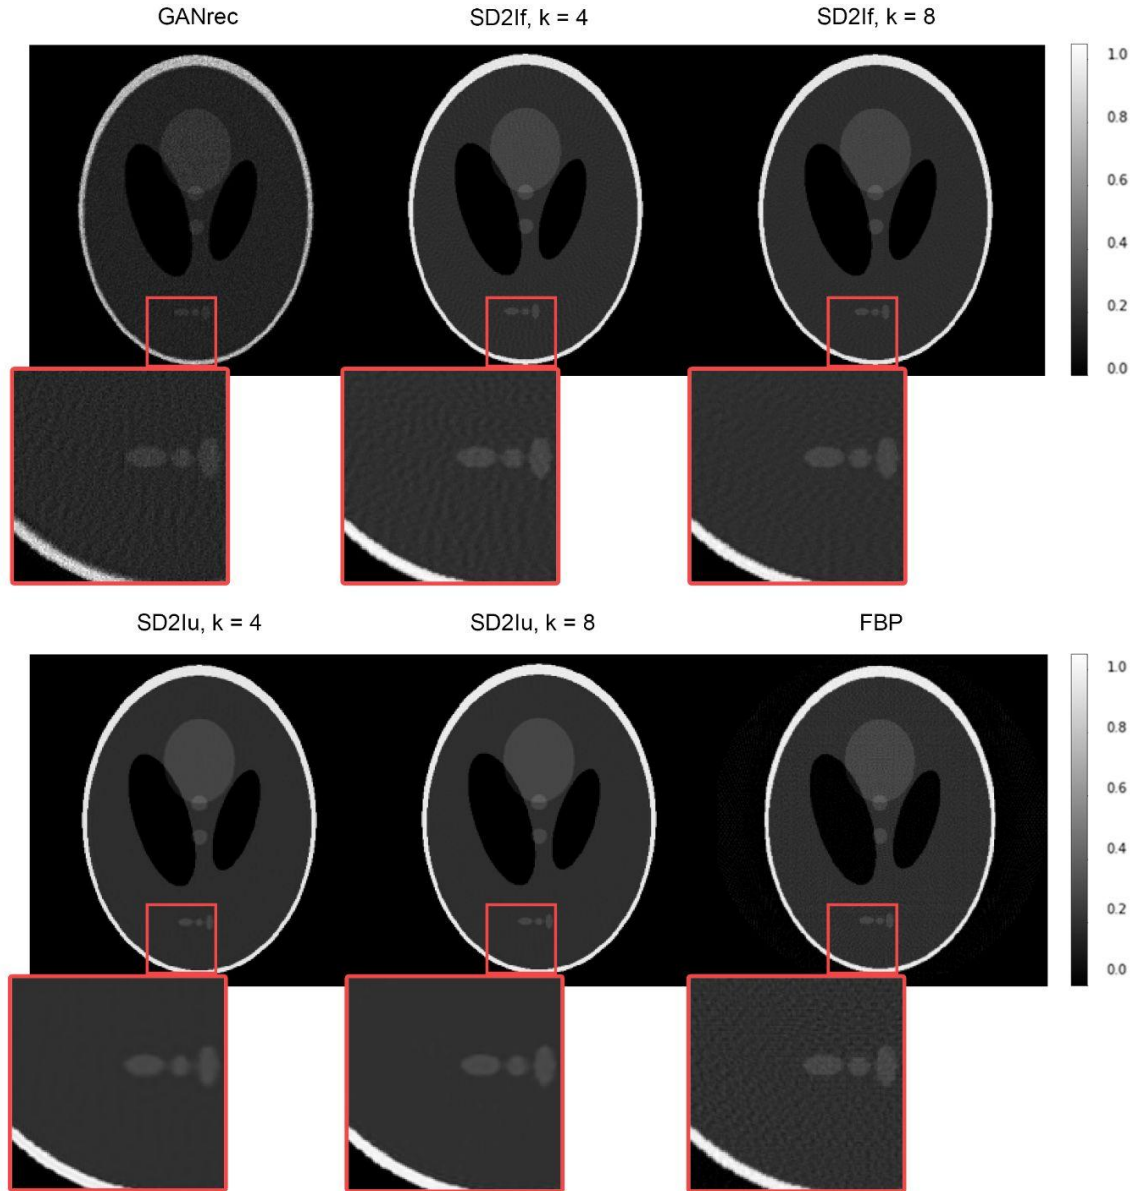 GANrec
SD2If, k = 4
SD2If, k = 8
1.0
0.8
0.6
0.4
0.2
0.0
SD2Iu, k = 4
SD2Iu, k = 8
FBP
1.0
0.8
0.6
0.4
0.2
0.0